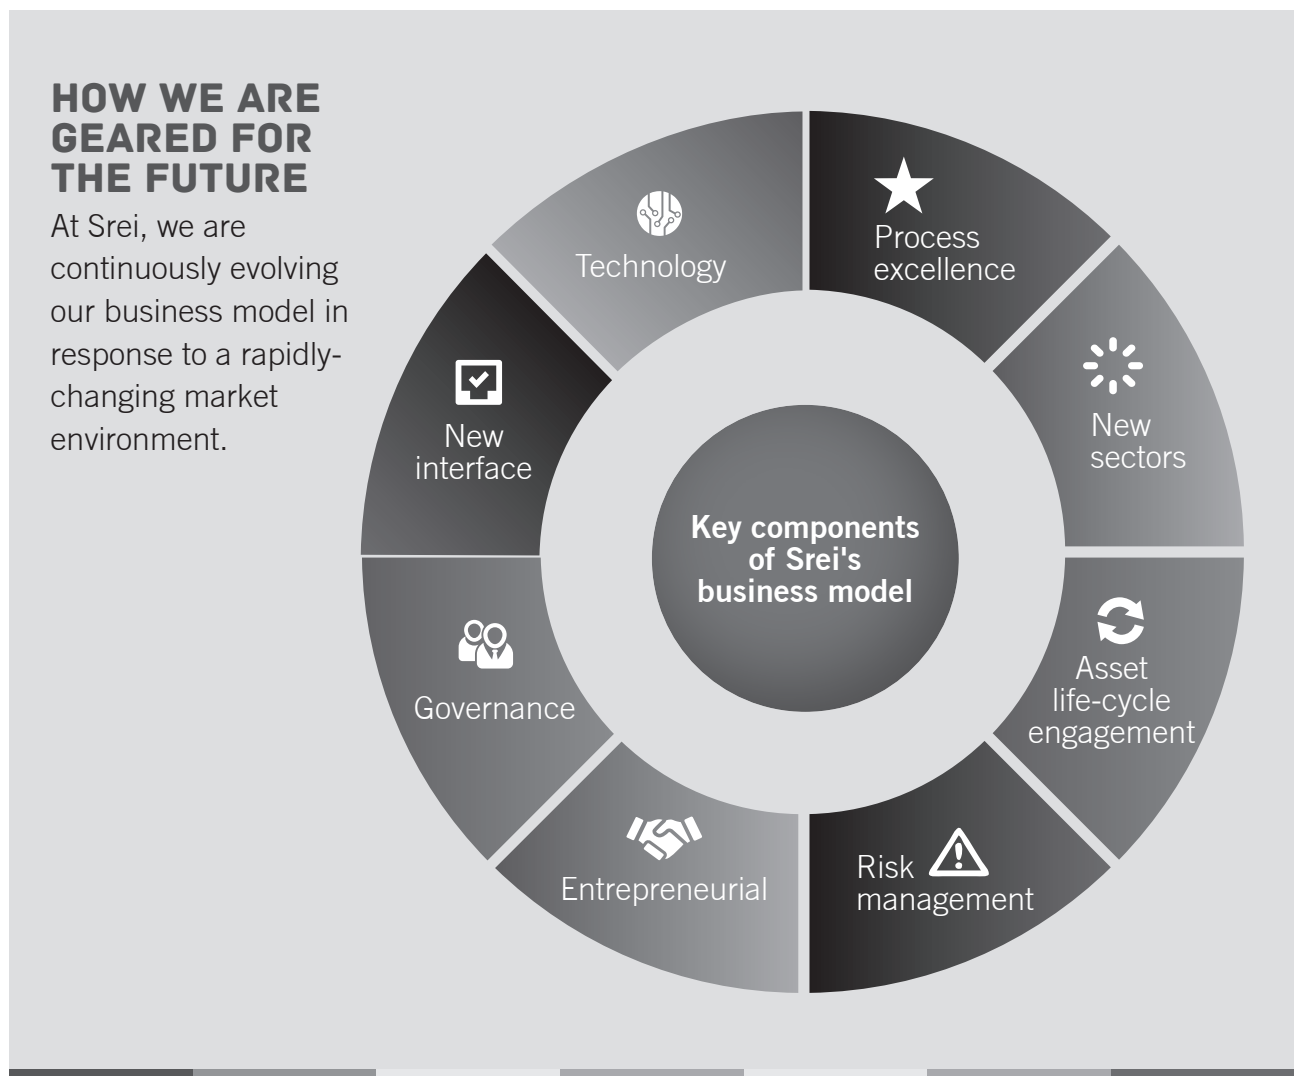 HOW WE ARE
GEARED FOR
THE FUTURE
At Srei, we are
continuously evolving
our business model in
response to a rapidly-
changing market
environment.
Technology
Process
excellence
New
sectors
Asset
life-cycle
engagement
Risk
management
Entrepreneurial
Governance
New
interface
Key components
of Srei's
business model